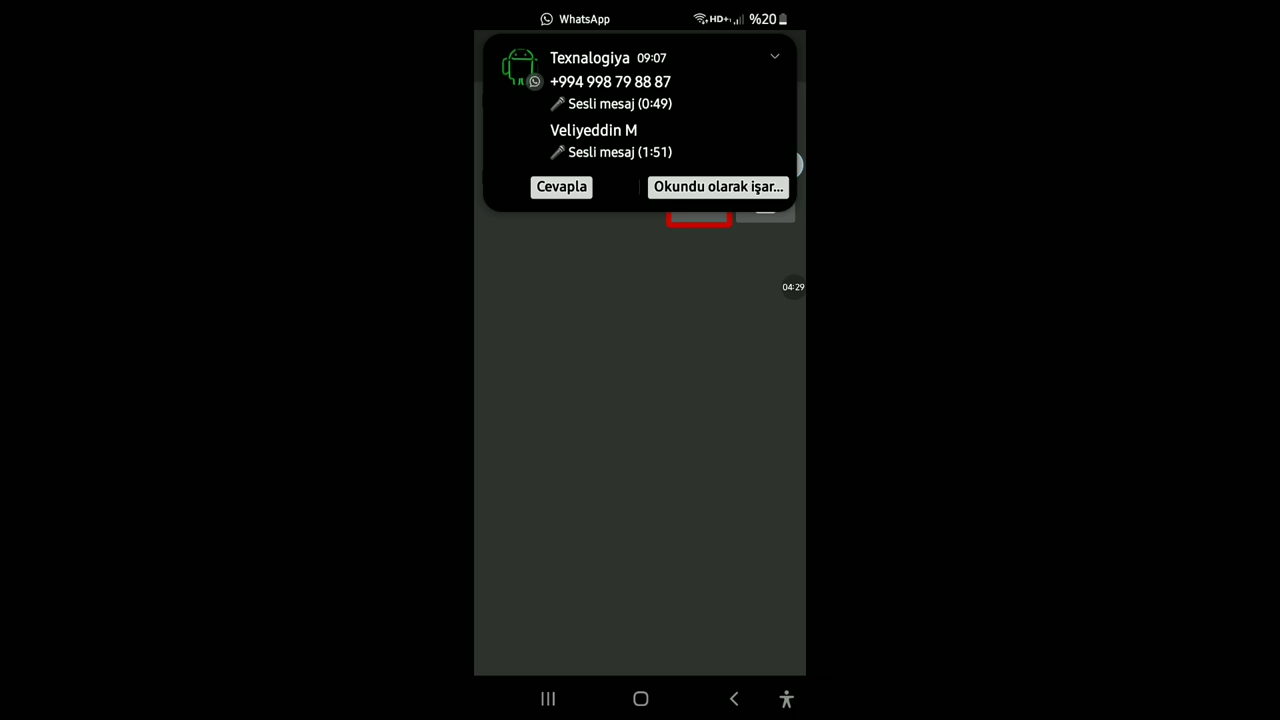 WhatsApp
HD+ %20
Texnalogiya 09:07
+994 998 79 88 87
Sesli mesaj (0:49)
Veliyeddin M
Sesli mesaj (1:51)
Cevapla
Okundu olarak işar...
04:29